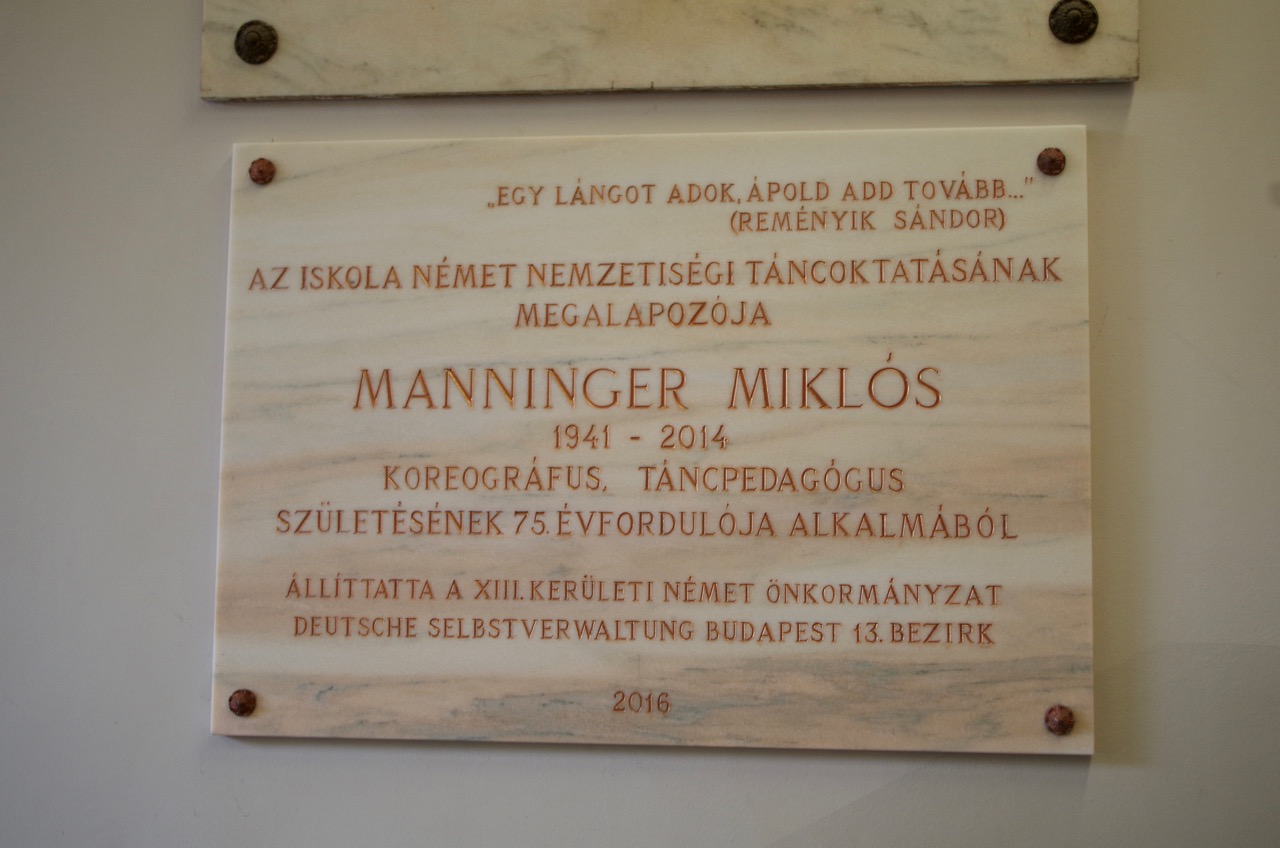 „EGY LÁNGOT ADOK, ÁPOLD ADD TOVÁBB..."
(REMÉNYIK SÁNDOR)
AZ ISKOLA NÉMET NEMZETISÉGI TÁNCOKTATÁSÁNAK
MEGALAPOZÓJA
MANNINGER MIKLÓS
1941 - 2014
KOREOGRÁFUS, TÁNCPEDAGÓGUS
SZÜLETÉSÉNEK 75. ÉVFORDULÓJA ALKALMÁBÓL
ÁLLÍTTATTA A XIII. KERÜLETI NÉMET ÖNKORMÁNYZAT
DEUTSCHE SELBSTVERWALTUNG BUDAPEST 13. BEZIRK
2016